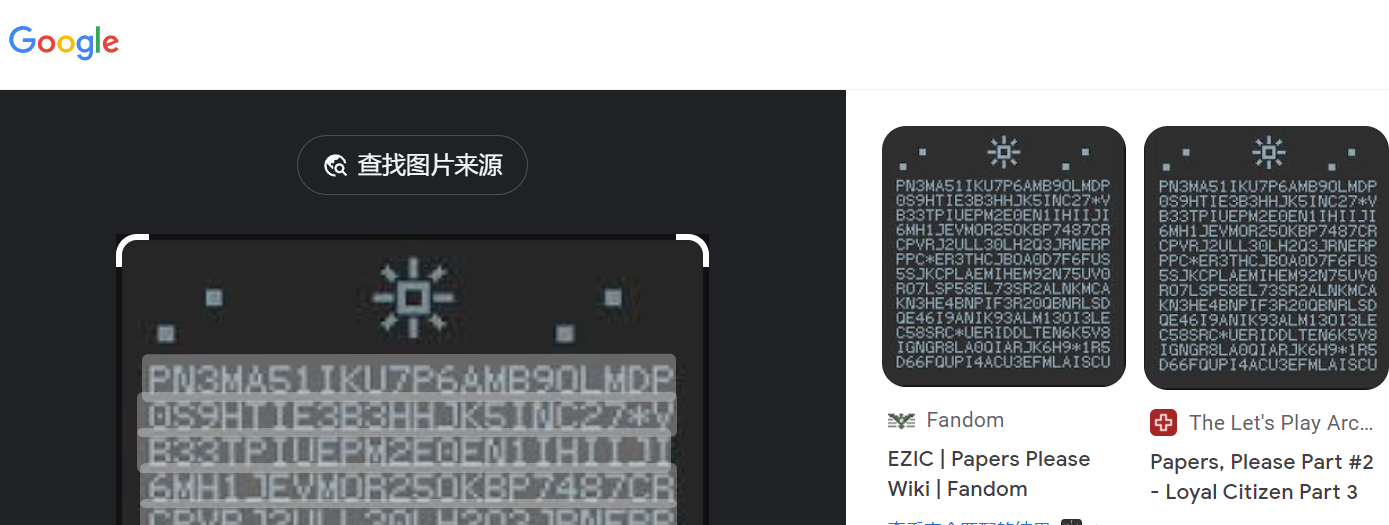 Google
查找图片来源
PN3MA51IKU7P6AMB9OLMDP
0S9HTIE3B3HHJK5INC27*V
B33TPIUEPM2E0EN1IHIIJI
6MH1JEVMOR25OKBP7487CR
PN3MA51IKU7P6AMB9OLMDP
0S9HTIE3B3HHJK5INC27*V
B33TPIUEPM2E0EN1IHIIJI
6MH1JEVMOR25OKBP7487CR
CPVRJ2ULL30LH2Q3JRNERP
PPC*ER3THCJBOA0D7F6FUS
5SJKCPLAEMIHEM92N75UV0
RO7LSP58EL73SR2ALNKMCA
KN3HE4BNPIF3R20QBNRLSD
QE46I9ANIK93ALM13OI3LE
C58SRC*UERIDDLTEN6K5V8
IGNGR8LA0QIARJK6H9*1R5
D66FQUPI4ACU3EFMLAISCU
Fandom
EZIC | Papers Please
Wiki | Fandom
PN3MA51IKU7P6AMB9OLMDP
0S9HTIE3B3HHJK5INC27*V
B33TPIUEPM2E0EN1IHIIJI
6MH1JEVMOR25OKBP7487CR
CPVRJ2ULL30LH2Q3JRNERP
PPC*ER3THCJBOA0D7F6FUS
5SJKCPLAEMIHEM92N75UV0
RO7LSP58EL73SR2ALNKMCA
KN3HE4BNPIF3R20QBNRLSD
QE46I9ANIK93ALM13OI3LE
C58SRC*UERIDDLTEN6K5V8
IGNGR8LA0QIARJK6H9*1R5
D66FQUPI4ACU3EFMLAISCU
The Let's Play Arc...
Papers, Please Part #2
- Loyal Citizen Part 3